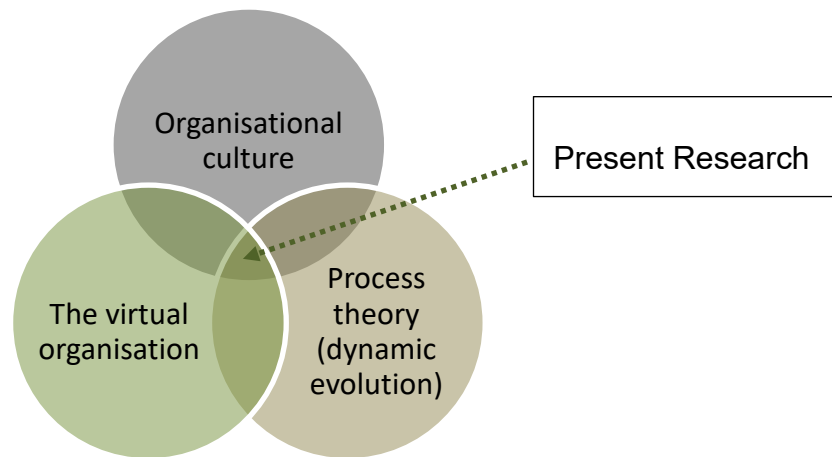 Organisational
culture
Present Research
The virtual
organisation
Process
theory
(dynamic
evolution)